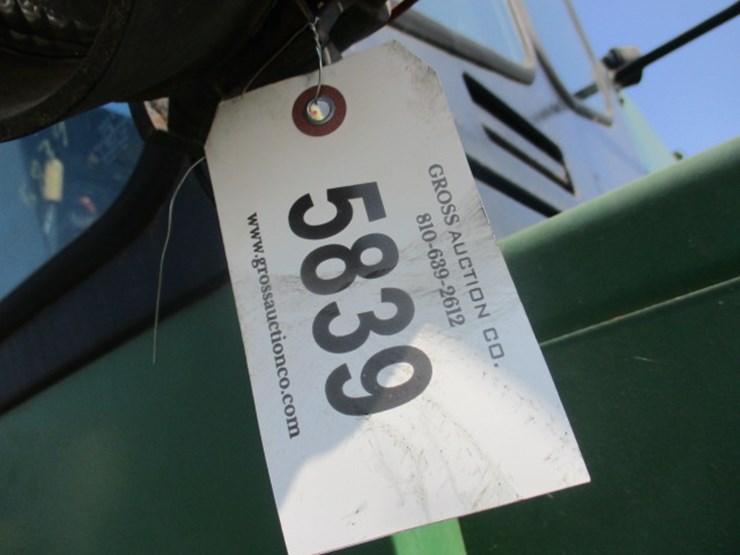 GROSS AUCTION CO.
810-639-2612
5839
www.grossauctionco.com